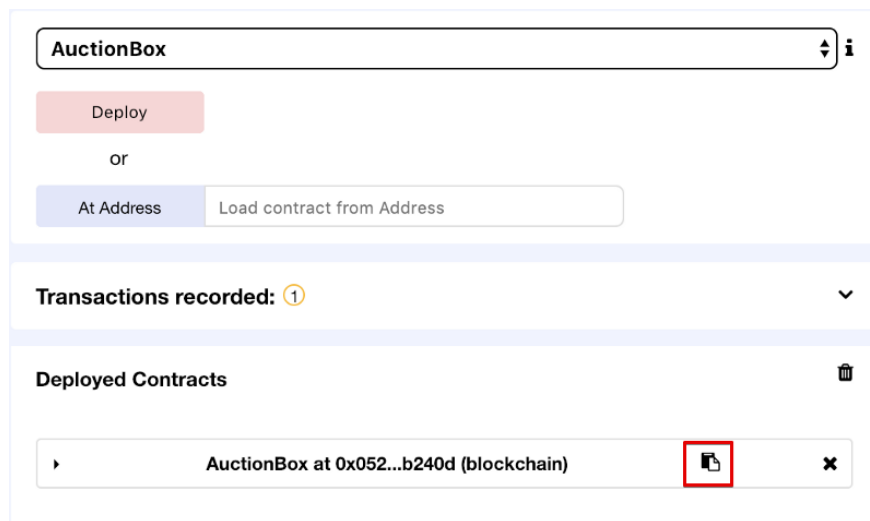 AuctionBox
Deploy
or
At Address Load contract from Address
Transactions recorded: 1
Deployed Contracts
AuctionBox at 0x052...b240d (blockchain)